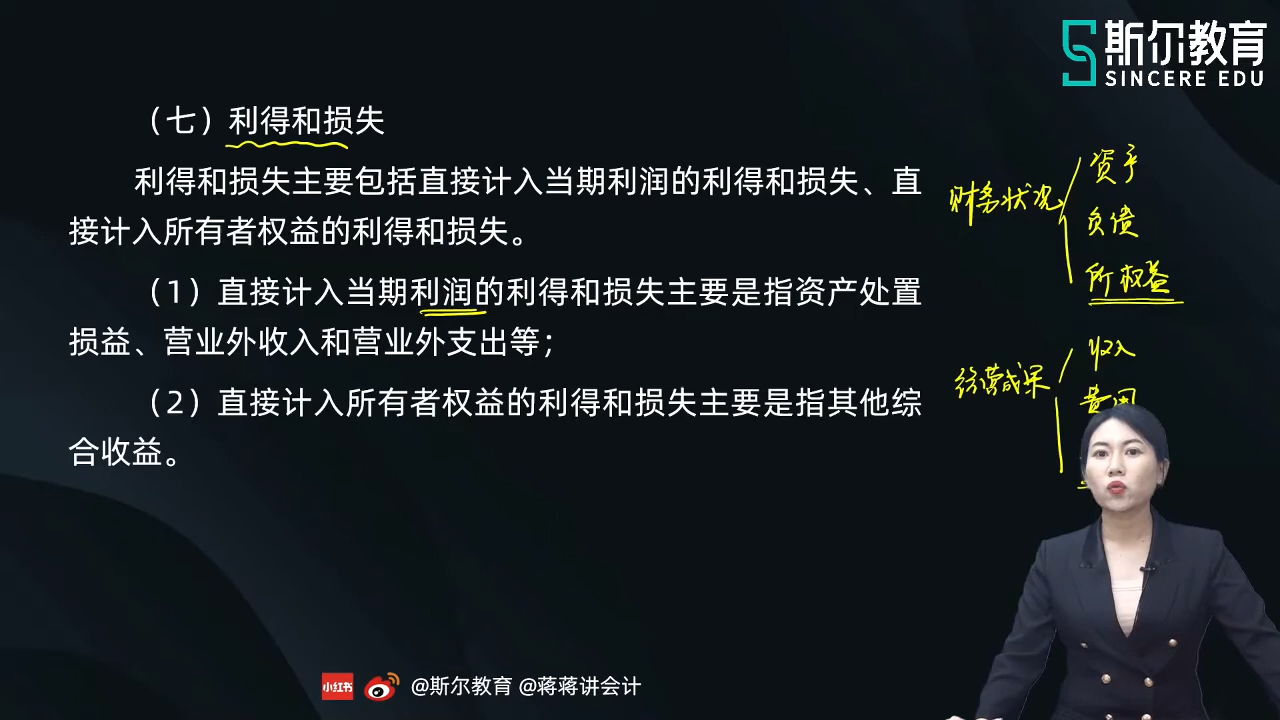 斯尔教育
SINCERE EDU
（七）利得和损失
利得和损失主要包括直接计入当期利润的利得和损失、直
接计入所有者权益的利得和损失。
（1）直接计入当期利润的利得和损失主要是指资产处置
损益、营业外收入和营业外支出等；
（2）直接计入所有者权益的利得和损失主要是指其他综
合收益。
财务状况
资产
负债
所权益
经营成果
收入
费用
小红书
@斯尔教育 @蒋蒋讲会计